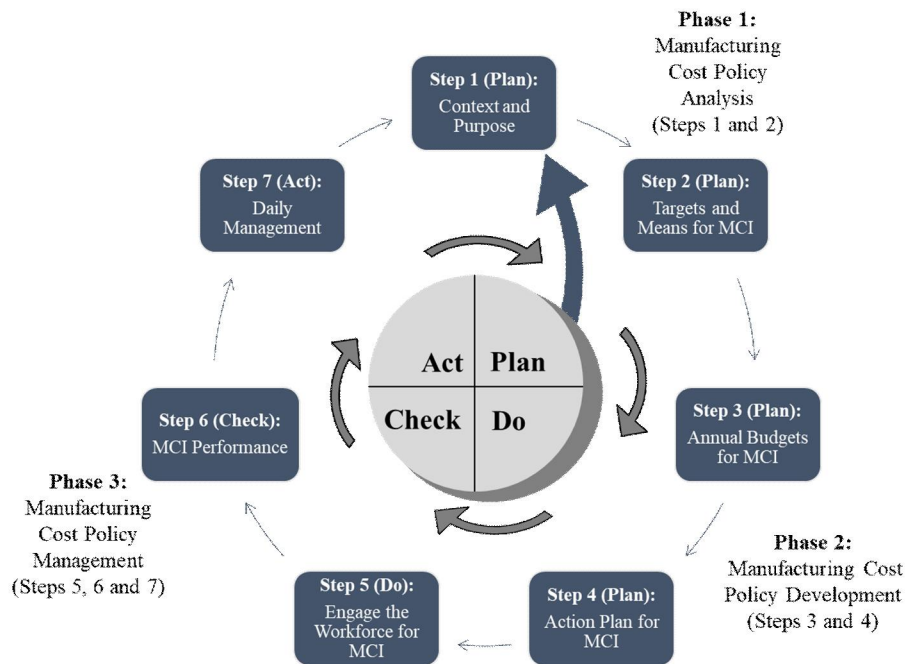 Phase 1:
Manufacturing
Cost Policy
Analysis
(Steps 1 and 2)
Step 1 (Plan):
Context and
Purpose
Step 2 (Plan):
Targets and
Means for MCI
Step 3 (Plan):
Annual Budgets
for MCI
Phase 2:
Manufacturing Cost
Policy Development
(Steps 3 and 4)
Step 4 (Plan):
Action Plan for
MCI
Step 5 (Do):
Engage the
Workforce for
MCI
Phase 3:
Manufacturing
Cost Policy
Management
(Steps 5, 6 and 7)
Step 6 (Check):
MCI Performance
Step 7 (Act):
Daily
Management
Act
Plan
Check
Do